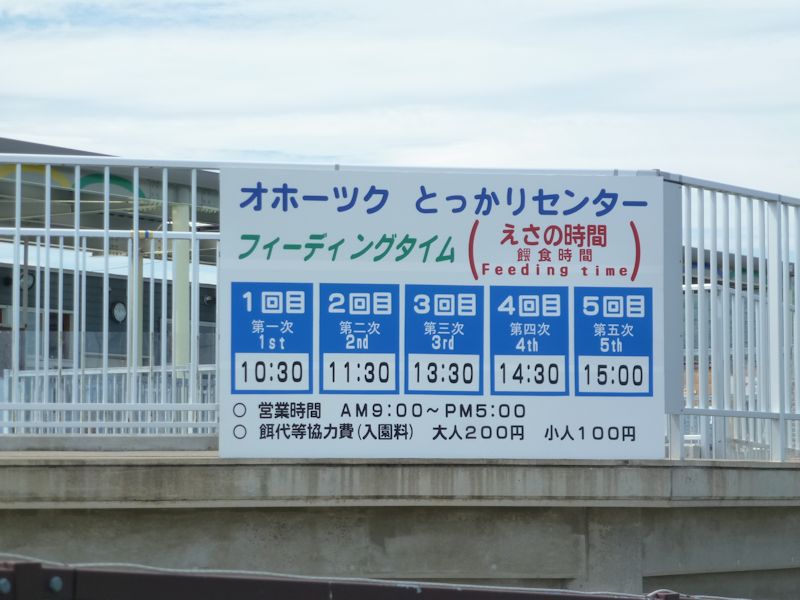 オホーツク とっかりセンター
フィーディングタイム (えさの時間
餵食時間
Feeding time)
1回目 2回目 3回目 4回目 5回目
第一次 第二次 第三次 第四次 第五次
1st 2nd 3rd 4th 5th
10:30 11:30 13:30 14:30 15:00
○ 営業時間 AM9:00～PM5:00
○ 餌代等協力費(入園料) 大人200円 小人100円